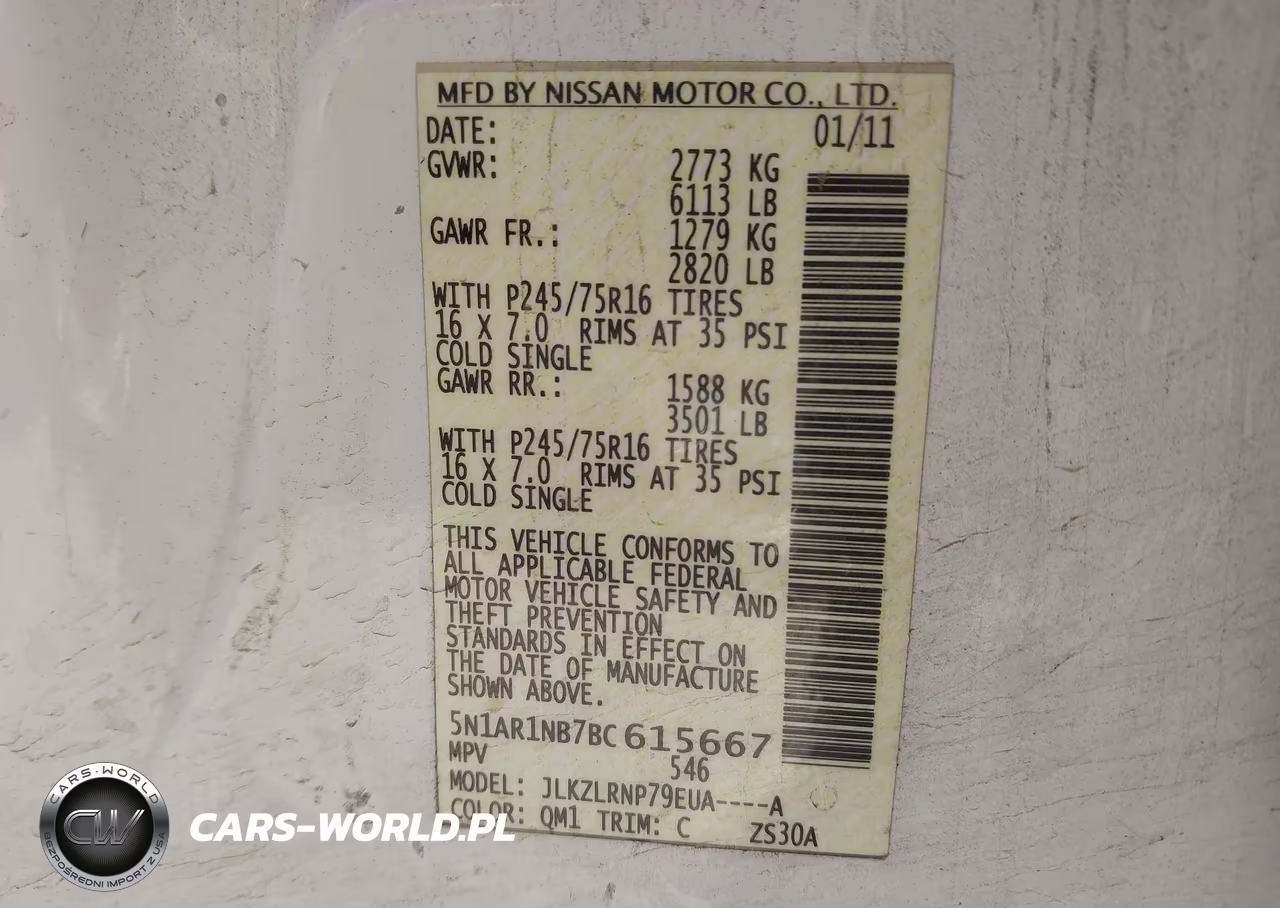 MFD BY NISSAN MOTOR CO., LTD.
DATE: 01/11
GVWR: 2773 KG
6113 LB
GAWR FR.: 1279 KG
2820 LB
WITH P245/75R16 TIRES
16 X 7.0 RIMS AT 35 PSI
COLD SINGLE
GAWR RR.: 1588 KG
3501 LB
WITH P245/75R16 TIRES
16 X 7.0 RIMS AT 35 PSI
COLD SINGLE
THIS VEHICLE CONFORMS TO
ALL APPLICABLE FEDERAL
MOTOR VEHICLE SAFETY AND
THEFT PREVENTION
STANDARDS IN EFFECT ON
THE DATE OF MANUFACTURE
SHOWN ABOVE.
5N1AR1NB7BC615667
MPV 546
MODEL: JLKZLRNP79EUA----A
COLOR: QM1 TRIM: C ZS30A
CARS-WORLD
CW
BEZPOŚREDNI IMPORT Z USA
CARS-WORLD.PL